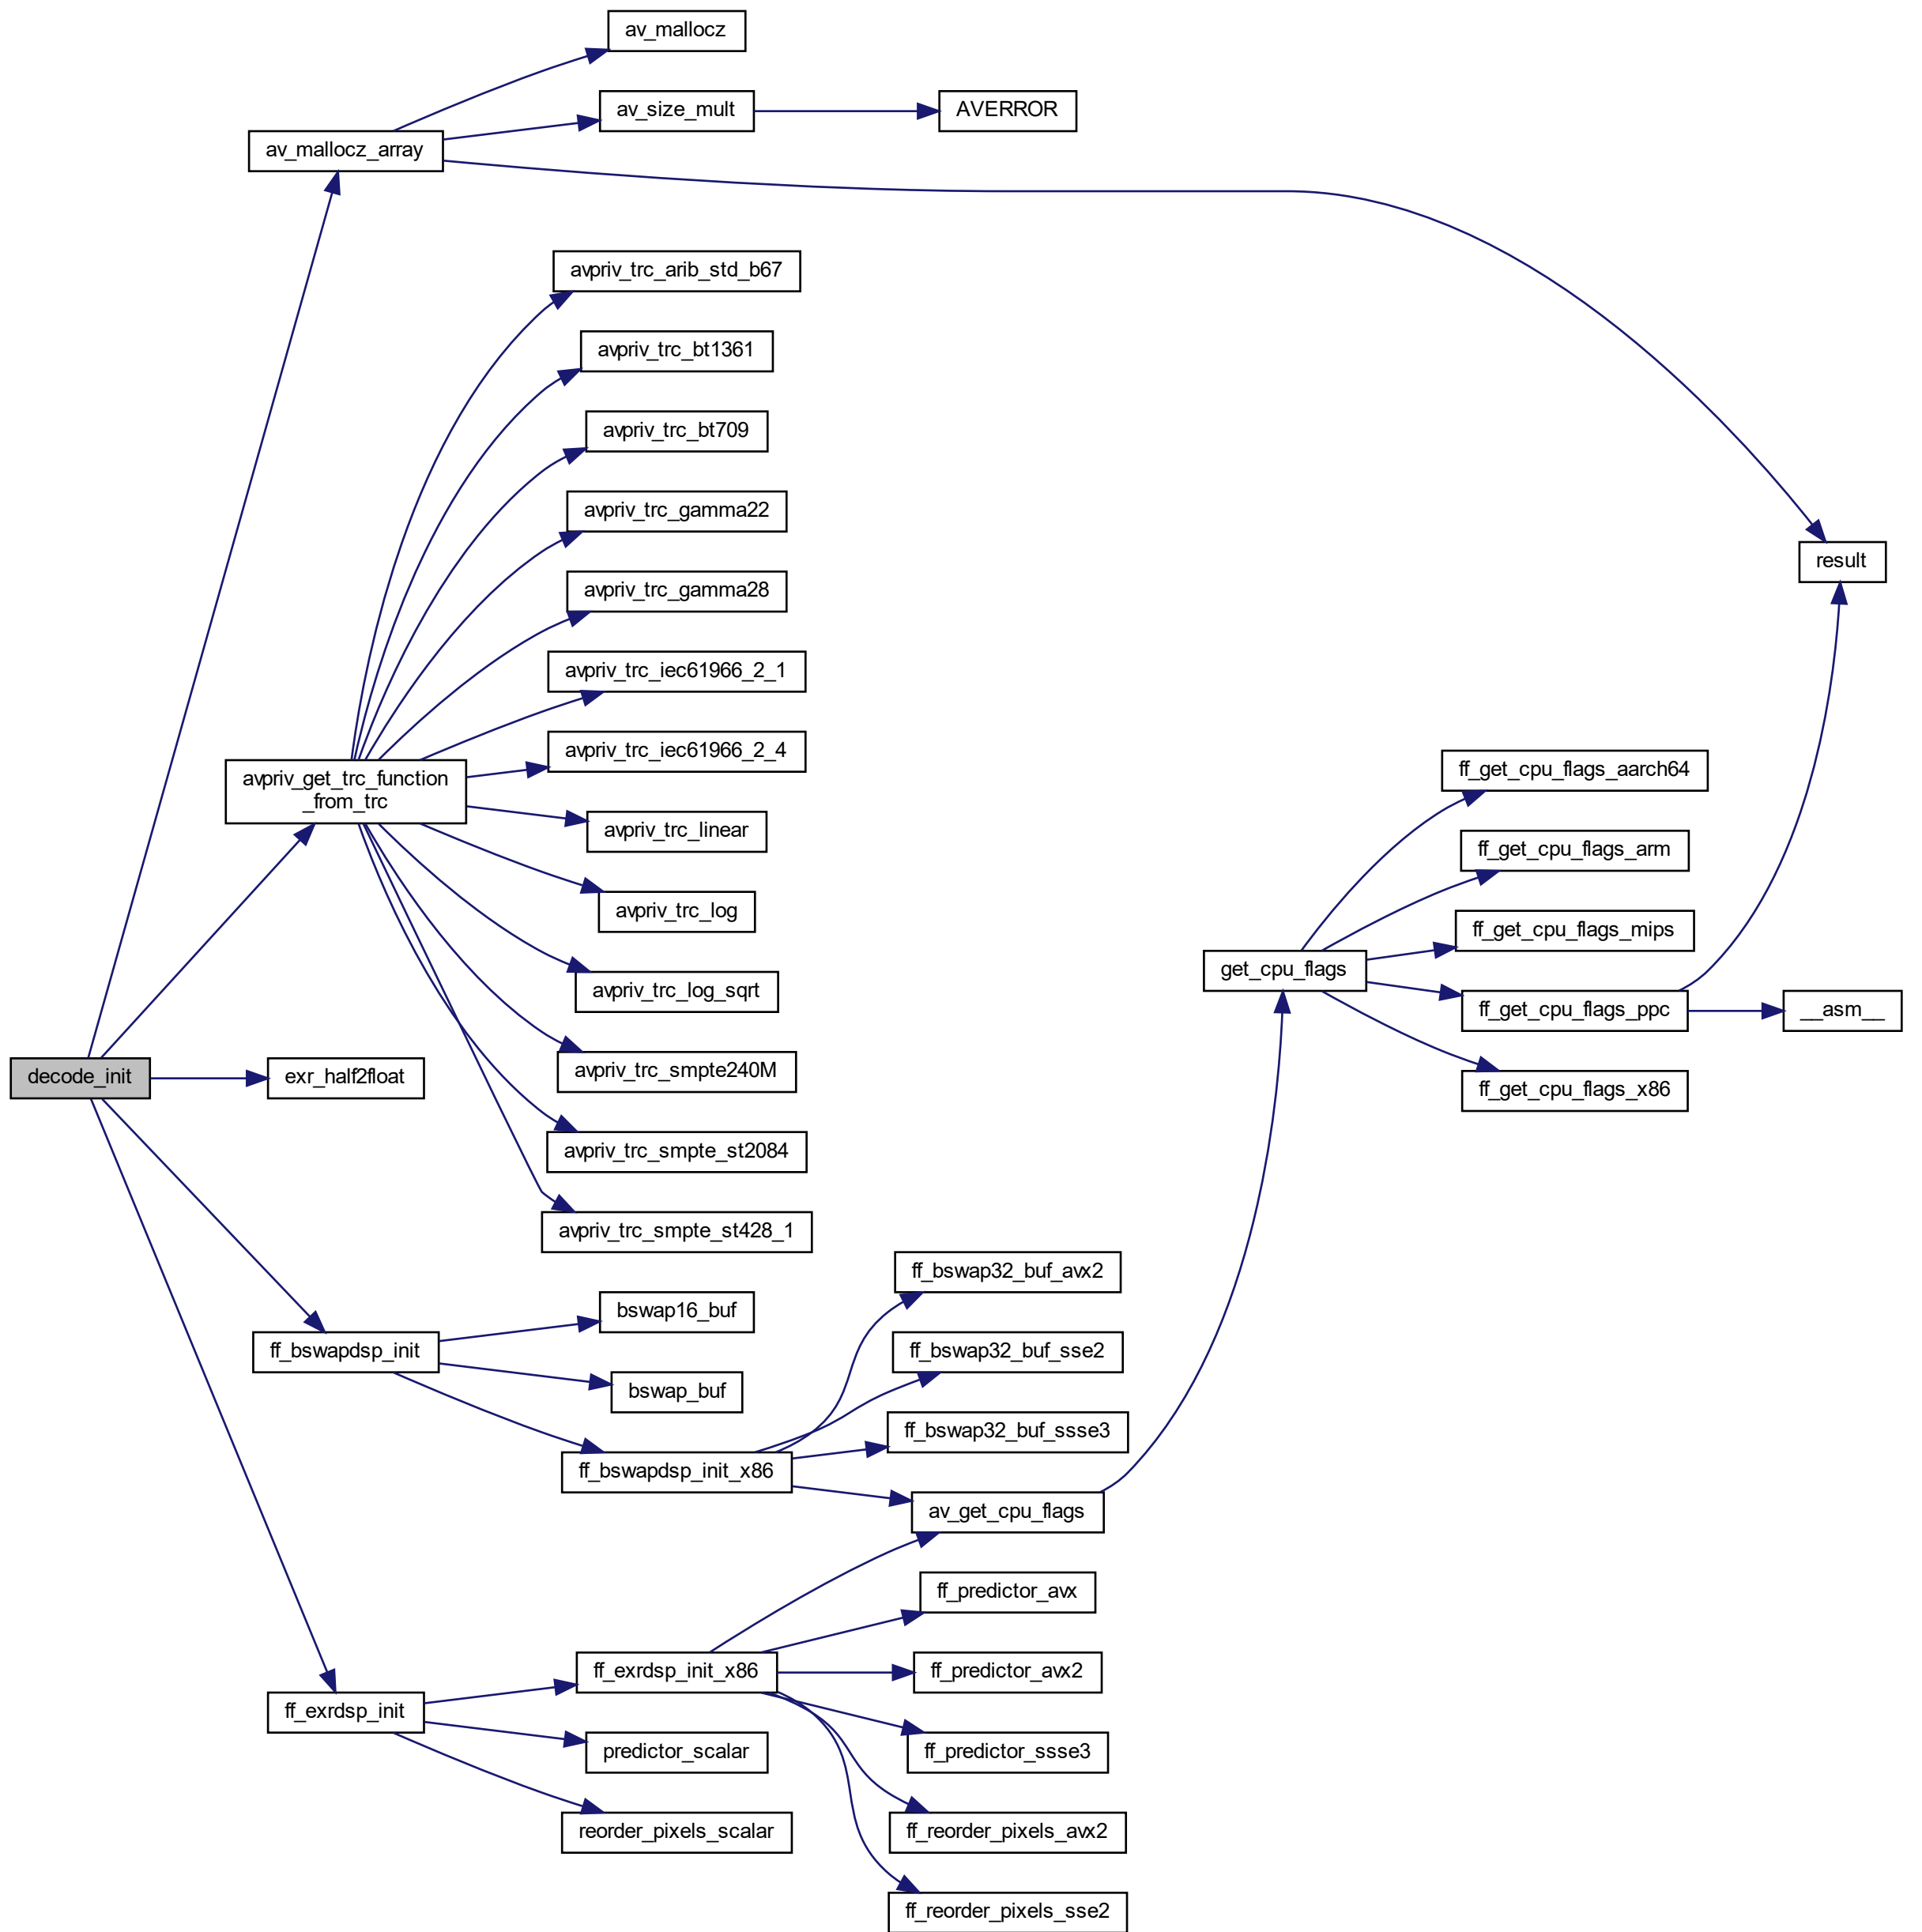 av_mallocz
av_size_mult
AVERROR
av_mallocz_array
result
avpriv_trc_arib_std_b67
avpriv_trc_bt1361
avpriv_trc_bt709
avpriv_trc_gamma22
avpriv_trc_gamma28
avpriv_trc_iec61966_2_1
avpriv_trc_iec61966_2_4
avpriv_get_trc_function
_from_trc
avpriv_trc_linear
avpriv_trc_log
avpriv_trc_log_sqrt
avpriv_trc_smpte240M
avpriv_trc_smpte_st2084
avpriv_trc_smpte_st428_1
ff_get_cpu_flags_aarch64
ff_get_cpu_flags_arm
ff_get_cpu_flags_mips
get_cpu_flags
ff_get_cpu_flags_ppc
__asm__
ff_get_cpu_flags_x86
decode_init
exr_half2float
ff_bswap32_buf_avx2
bswap16_buf
ff_bswapdsp_init
ff_bswap32_buf_sse2
bswap_buf
ff_bswap32_buf_ssse3
ff_bswapdsp_init_x86
av_get_cpu_flags
ff_predictor_avx
ff_exrdsp_init_x86
ff_predictor_avx2
ff_exrdsp_init
predictor_scalar
ff_predictor_ssse3
reorder_pixels_scalar
ff_reorder_pixels_avx2
ff_reorder_pixels_sse2